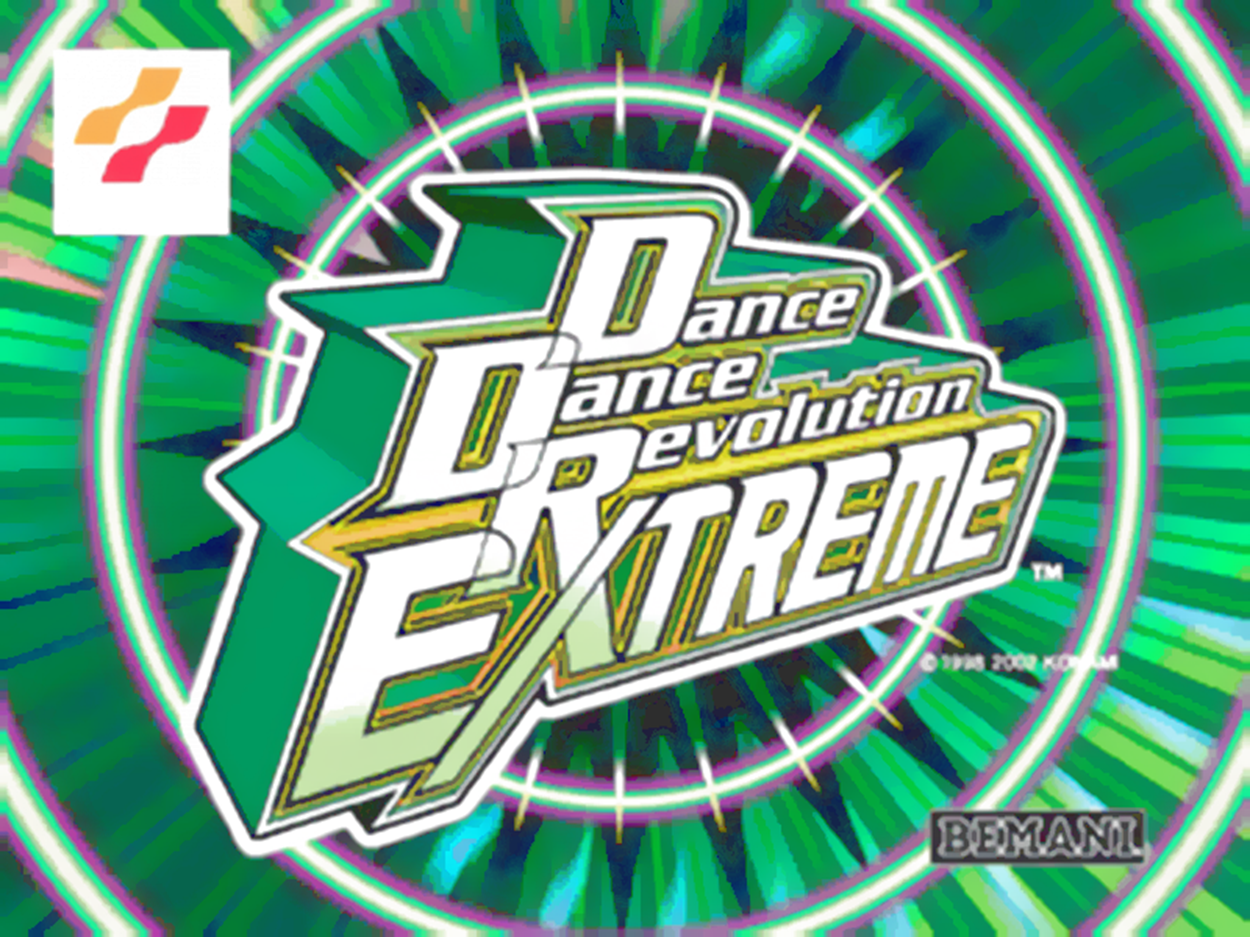 Dance
Dance
Revolution
EXTREME
TM
© 1998 2002 KONAMI
BEMANI